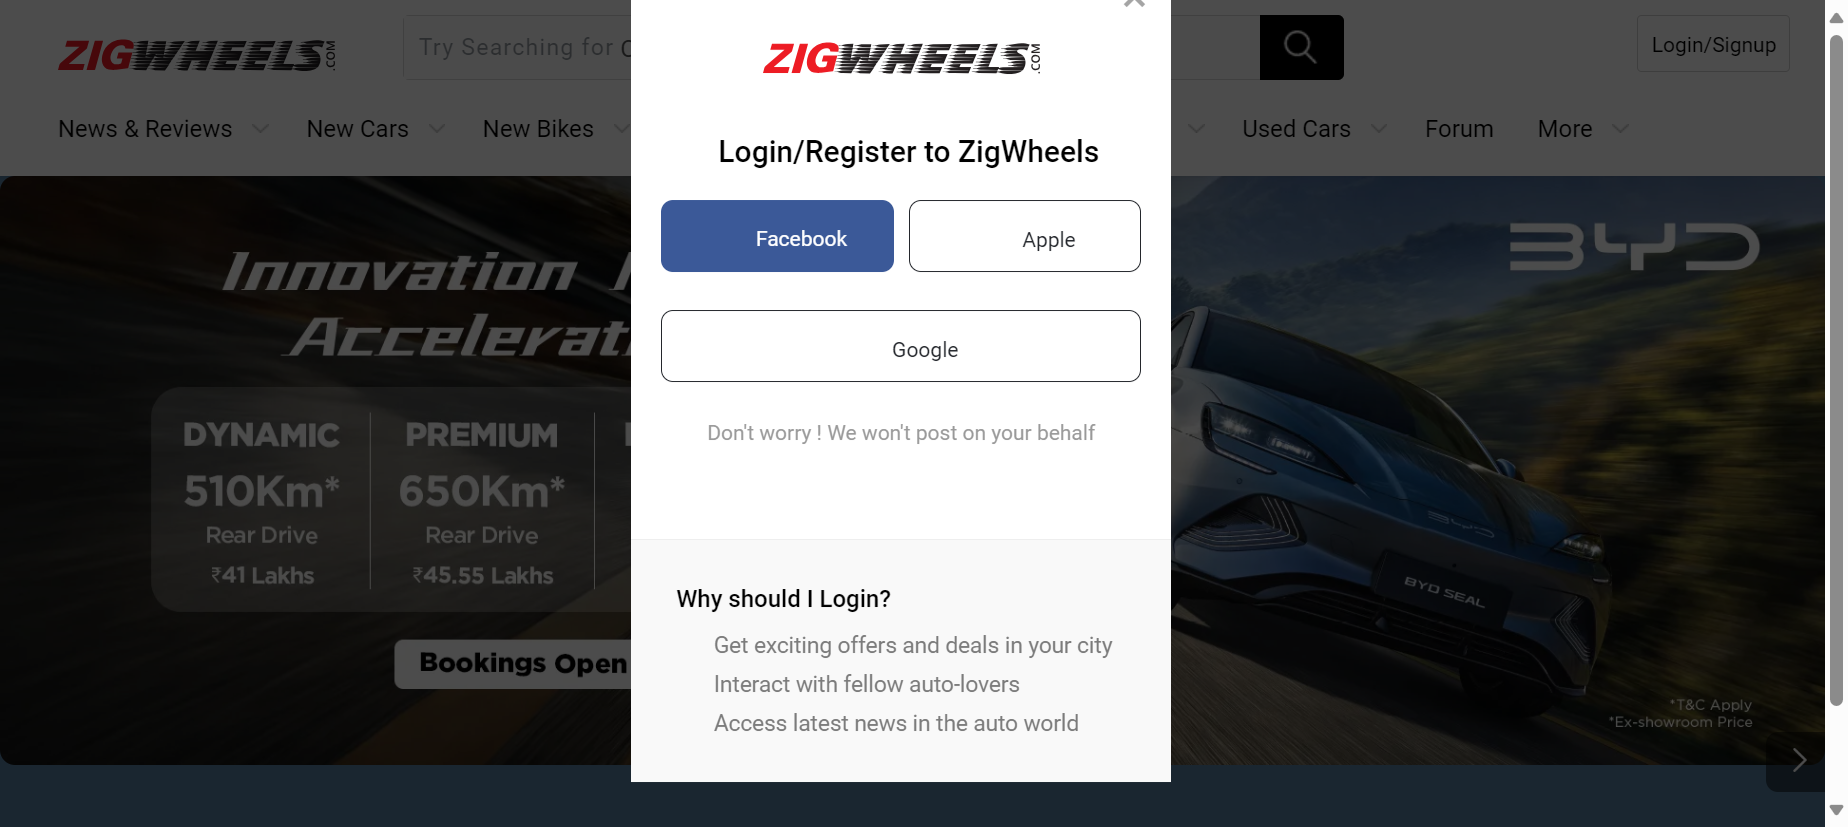 ZIGWHEELS.COM
Try Searching for
Login/Signup
News & Reviews
New Cars
New Bikes
Used Cars
Forum
More
ZIGWHEELS.COM
Login/Register to ZigWheels
Facebook
Apple
Google
Don't worry ! We won't post on your behalf
Why should I Login?
Get exciting offers and deals in your city
Interact with fellow auto-lovers
Access latest news in the auto world
Innovation
Accelerat
DYNAMIC
510Km*
Rear Drive
₹41 Lakhs
PREMIUM
650Km*
Rear Drive
₹45.55 Lakhs
Bookings Open
BYD
BYD
BYD SEAL
*T&C Apply
*Ex-showroom Price